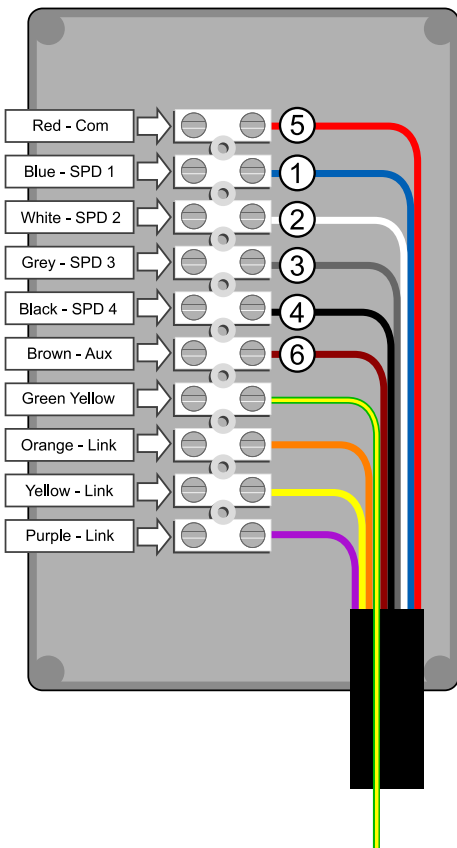 Red - Com
5
Blue - SPD 1
1
White - SPD 2
2
Grey - SPD 3
3
Black - SPD 4
4
Brown - Aux
6
Green Yellow
Orange - Link
Yellow - Link
Purple - Link